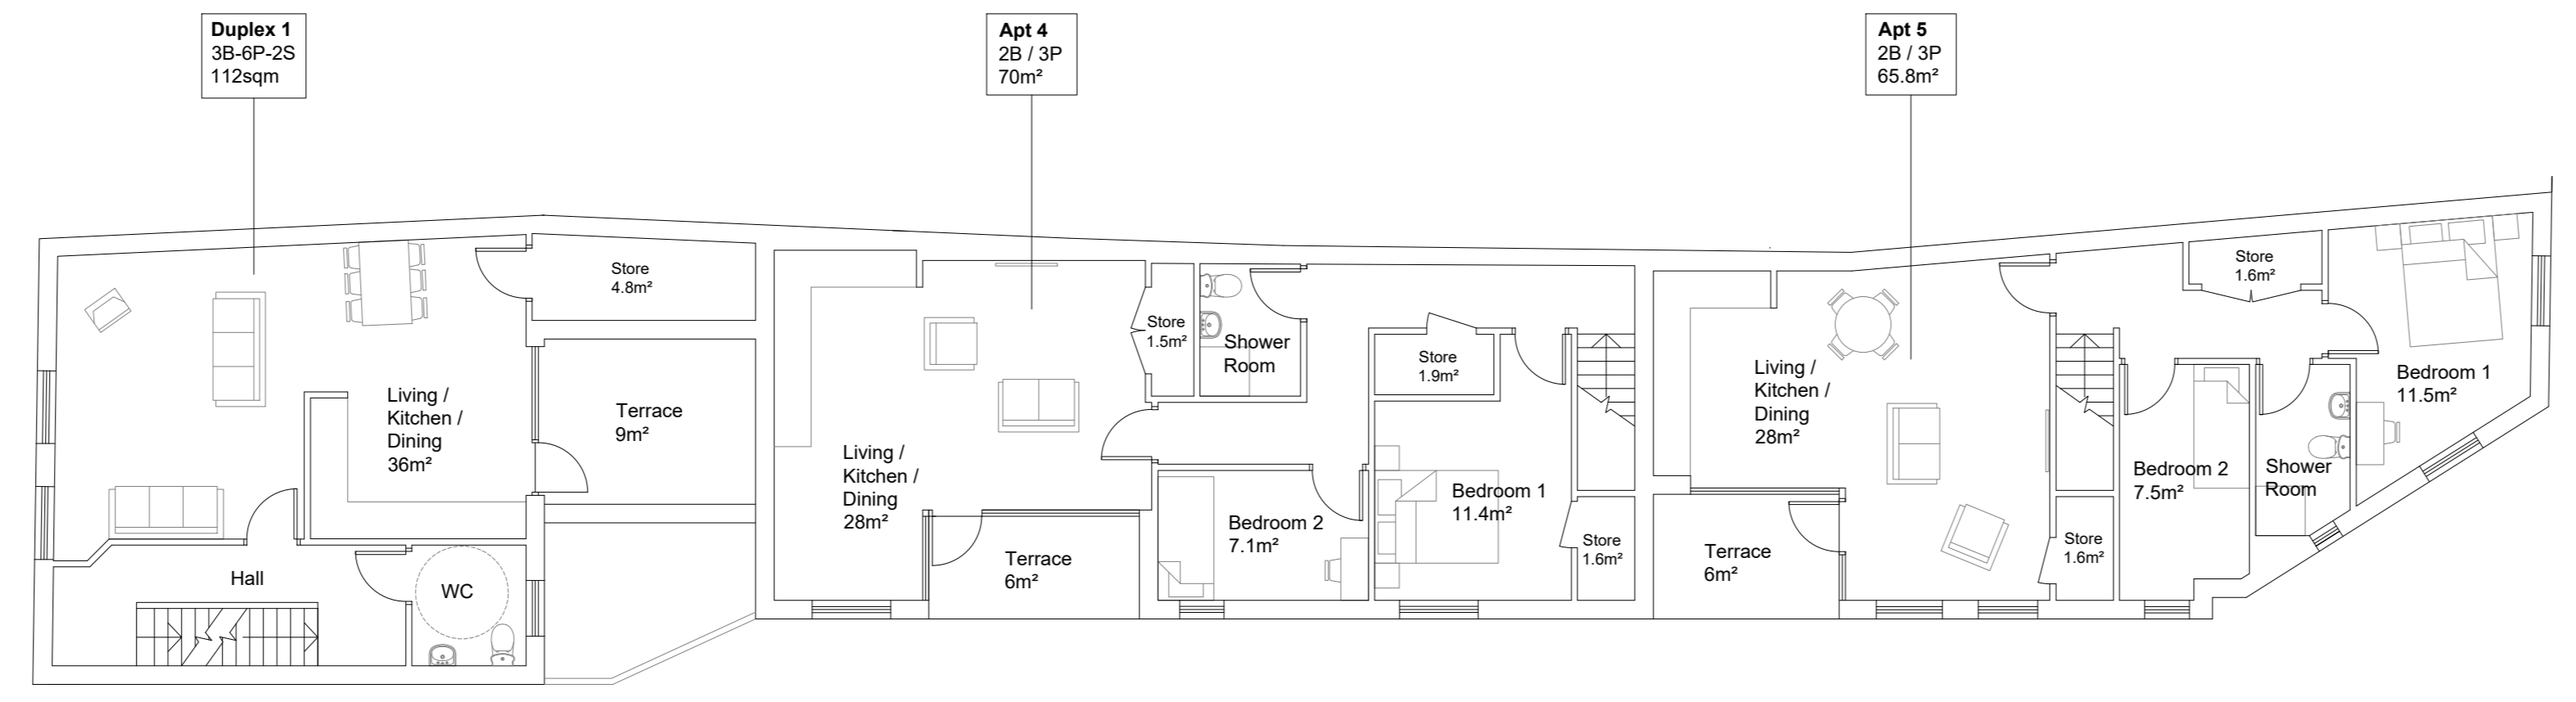 Duplex 1
3B-6P-2S
112sqm
Apt 4
2B / 3P
70m²
Apt 5
2B / 3P
65.8m²
Store
4.8m²
Living /
Kitchen /
Dining
36m²
Terrace
9m²
Hall
WC
Living /
Kitchen /
Dining
28m²
Store
1.5m²
Shower
Room
Store
1.9m²
Bedroom 1
11.4m²
Bedroom 2
7.1m²
Terrace
6m²
Store
1.6m²
Living /
Kitchen /
Dining
28m²
Terrace
6m²
Store
1.6m²
Bedroom 2
7.5m²
Shower
Room
Store
1.6m²
Bedroom 1
11.5m²